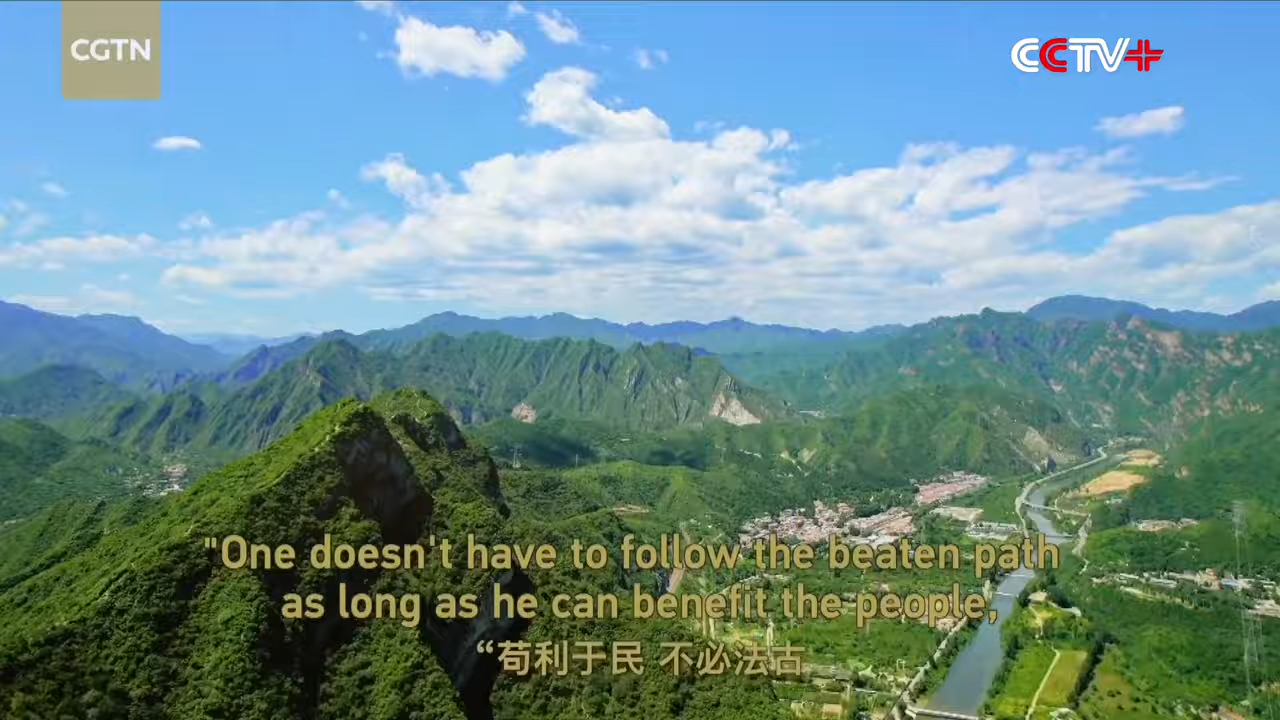 CGTN
CCTV+
"One doesn't have to follow the beaten path
as long as he can benefit the people,
“苟利于民 不必法古